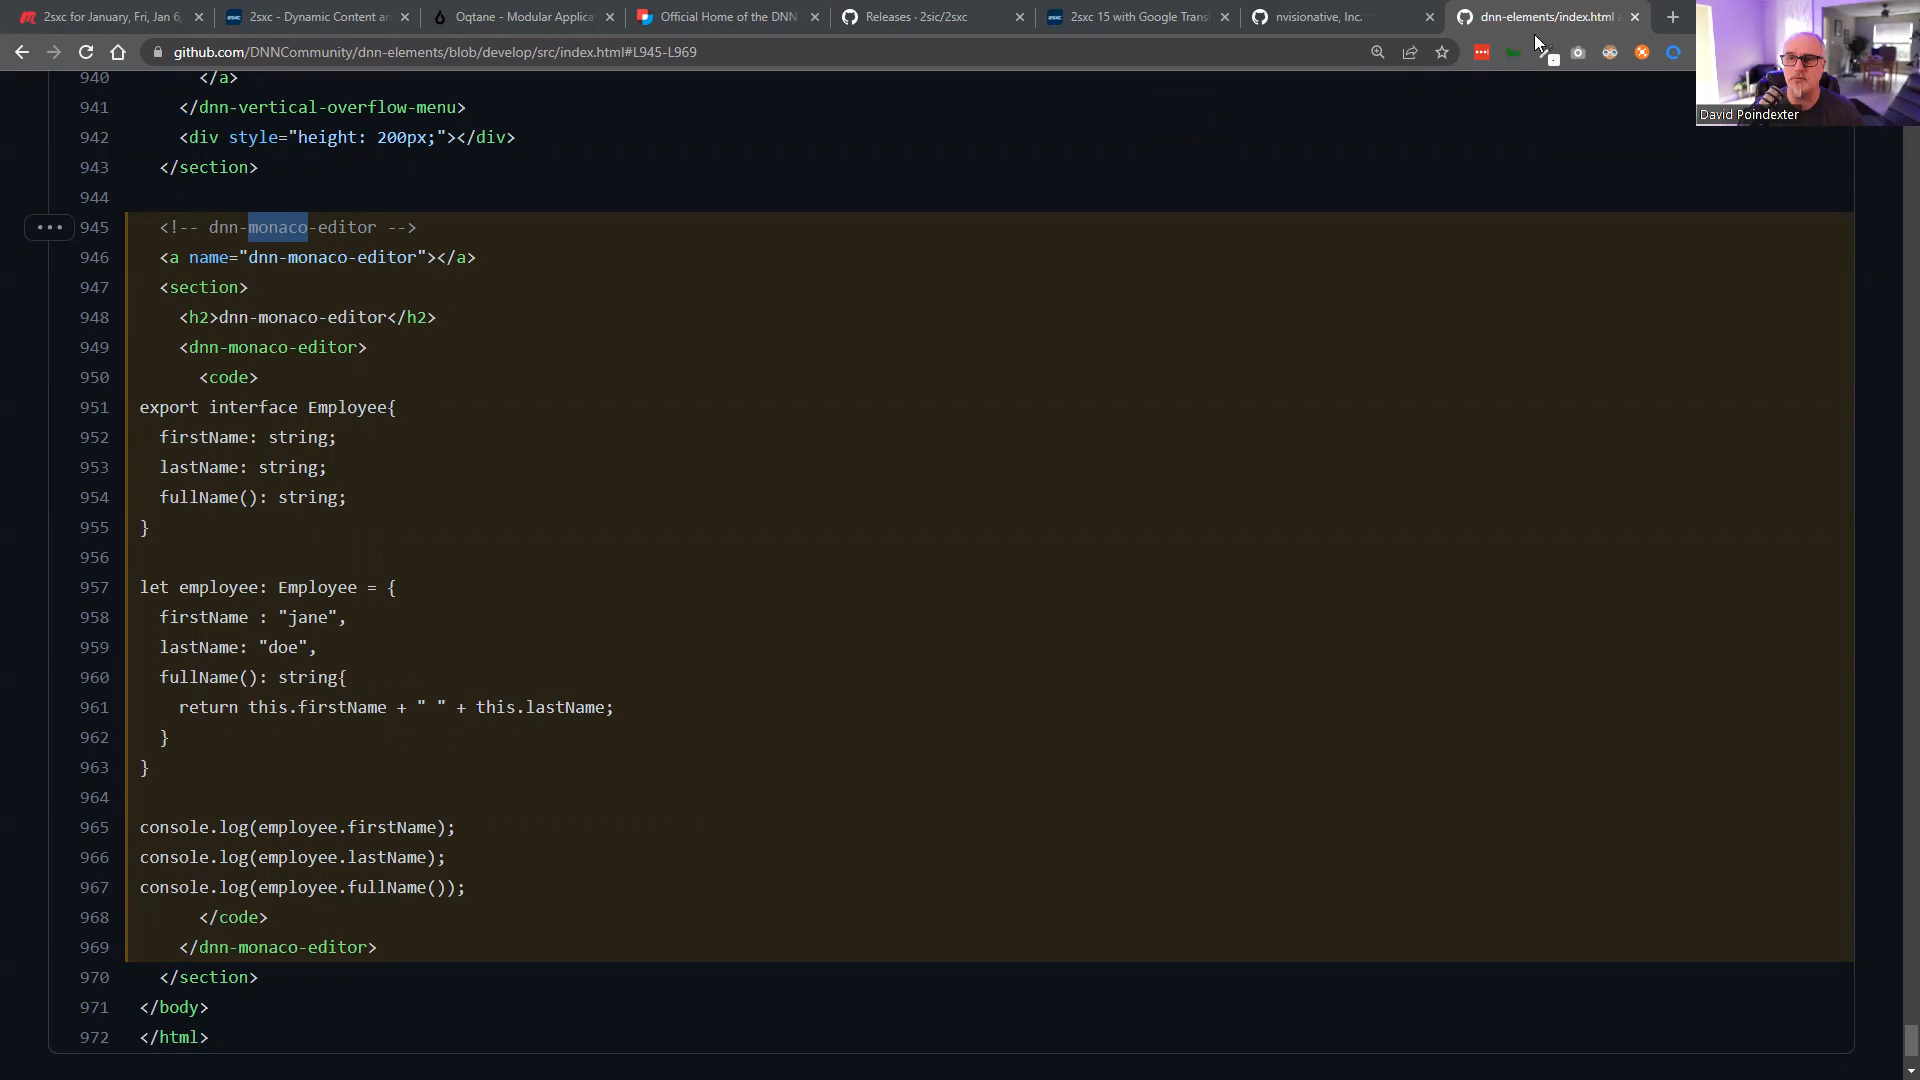 2sxc for January, Fri, Jan 6,
2sxc - Dynamic Content an
Oqtane - Modular Applica
Official Home of the DNN
Releases · 2sic/2sxc
2sxc 15 with Google Transl
nvisionative, Inc.
dnn-elements/index.html
github.com/DNNCommunity/dnn-elements/blob/develop/src/index.html#L945-L969
David Poindexter
940 </a>
941 </dnn-vertical-overflow-menu>
942 <div style="height: 200px;"></div>
943 </section>
944
945 <!-- dnn-monaco-editor -->
946 <a name="dnn-monaco-editor"></a>
947 <section>
948 <h2>dnn-monaco-editor</h2>
949 <dnn-monaco-editor>
950 <code>
951 export interface Employee{
952 firstName: string;
953 lastName: string;
954 fullName(): string;
955 }
956
957 let employee: Employee = {
958 firstName : "jane",
959 lastName: "doe",
960 fullName(): string{
961 return this.firstName + " " + this.lastName;
962 }
963 }
964
965 console.log(employee.firstName);
966 console.log(employee.lastName);
967 console.log(employee.fullName());
968 </code>
969 </dnn-monaco-editor>
970 </section>
971 </body>
972 </html>